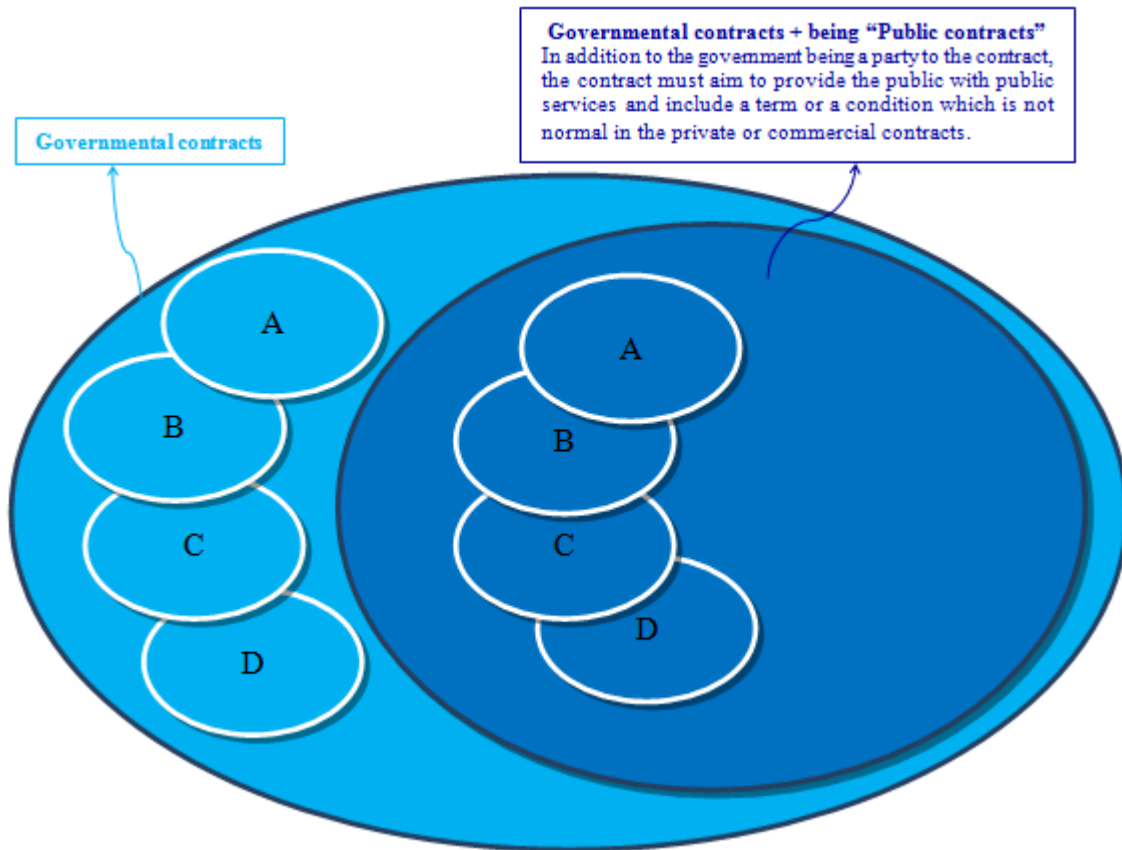 Governmental contracts + being “Public contracts”
In addition to the government being a party to the contract,
the contract must aim to provide the public with public
services and include a term or a condition which is not
normal in the private or commercial contracts.
Governmental contracts
A
A
B
B
C
C
D
D